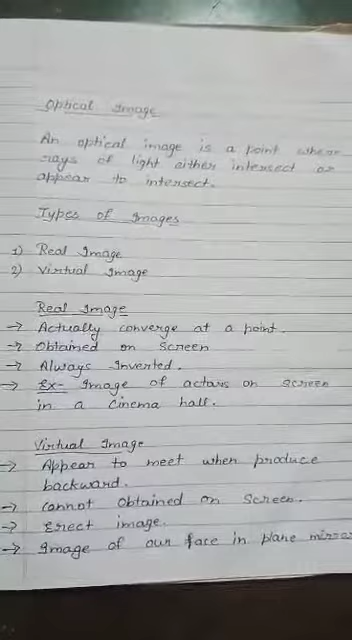 Optical Image
An optical image is a point where
rays of light either intersect or
appear to intersect.
Types of Images
1) Real Image
2) Virtual Image
Real Image
→ Actually converge at a point.
→ Obtained on Screen
→ Always Inverted.
→ Ex- Image of actors on screen
in a cinema hall.
Virtual Image
→ Appear to meet when produce
backward.
→ cannot Obtained on Screen.
→ Erect image.
→ Image of our face in plane mirror